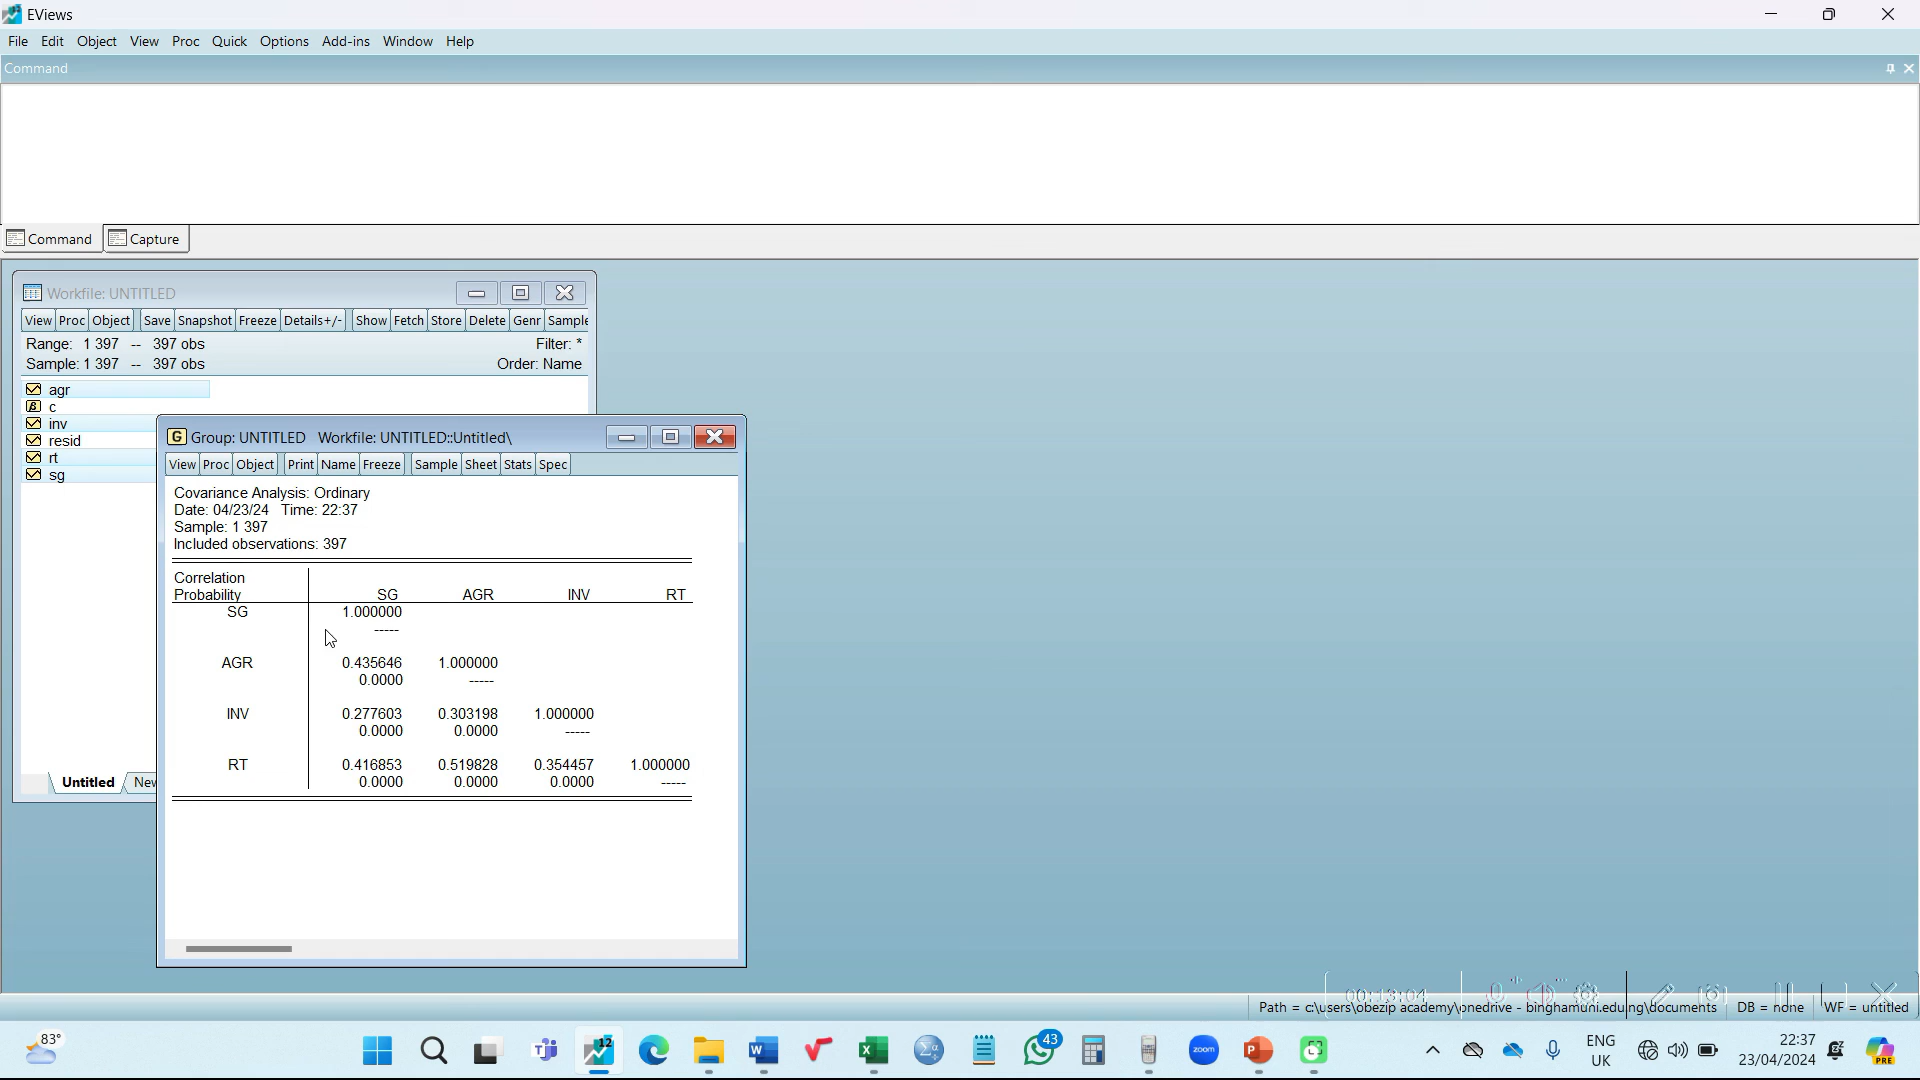 EViews
File Edit Object View Proc Quick Options Add-ins Window Help
Command
Command Capture
Workfile: UNTITLED
View Proc Object Save Snapshot Freeze Details+/- Show Fetch Store Delete Genr Sample
Range: 1 397 -- 397 obs Filter: *
Sample: 1 397 -- 397 obs Order: Name
agr
c
inv
resid
rt
sg
Untitled New
Group: UNTITLED Workfile: UNTITLED::Untitled\
View Proc Object Print Name Freeze Sample Sheet Stats Spec
Covariance Analysis: Ordinary
Date: 04/23/24 Time: 22:37
Sample: 1 397
Included observations: 397
Correlation
Probability SG AGR INV RT
SG 1.000000
-----
AGR 0.435646 1.000000
0.0000 -----
INV 0.277603 0.303198 1.000000
0.0000 0.0000 -----
RT 0.416853 0.519828 0.354457 1.000000
0.0000 0.0000 0.0000 -----
00:13:04
Path = c:\users\obezip academy\onedrive - binghamuni.edu.ng\documents DB = none WF = untitled
83°
12
43
zoom
ENG
UK
22:37
23/04/2024
PRE